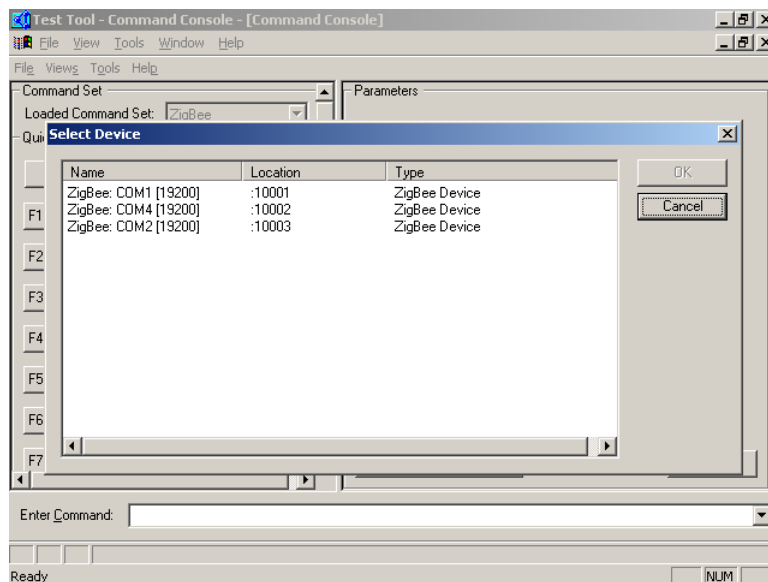 Test Tool - Command Console - [Command Console]
File View Tools Window Help
File Views Tools Help
Command Set
Parameters
Loaded Command Set: ZigBee
Select Device
Name Location Type
OK
ZigBee: COM1 [19200] :10001 ZigBee Device
ZigBee: COM4 [19200] :10002 ZigBee Device
Cancel
ZigBee: COM2 [19200] :10003 ZigBee Device
F1
F2
F3
F4
F5
F6
F7
Enter Command:
Ready
NUM